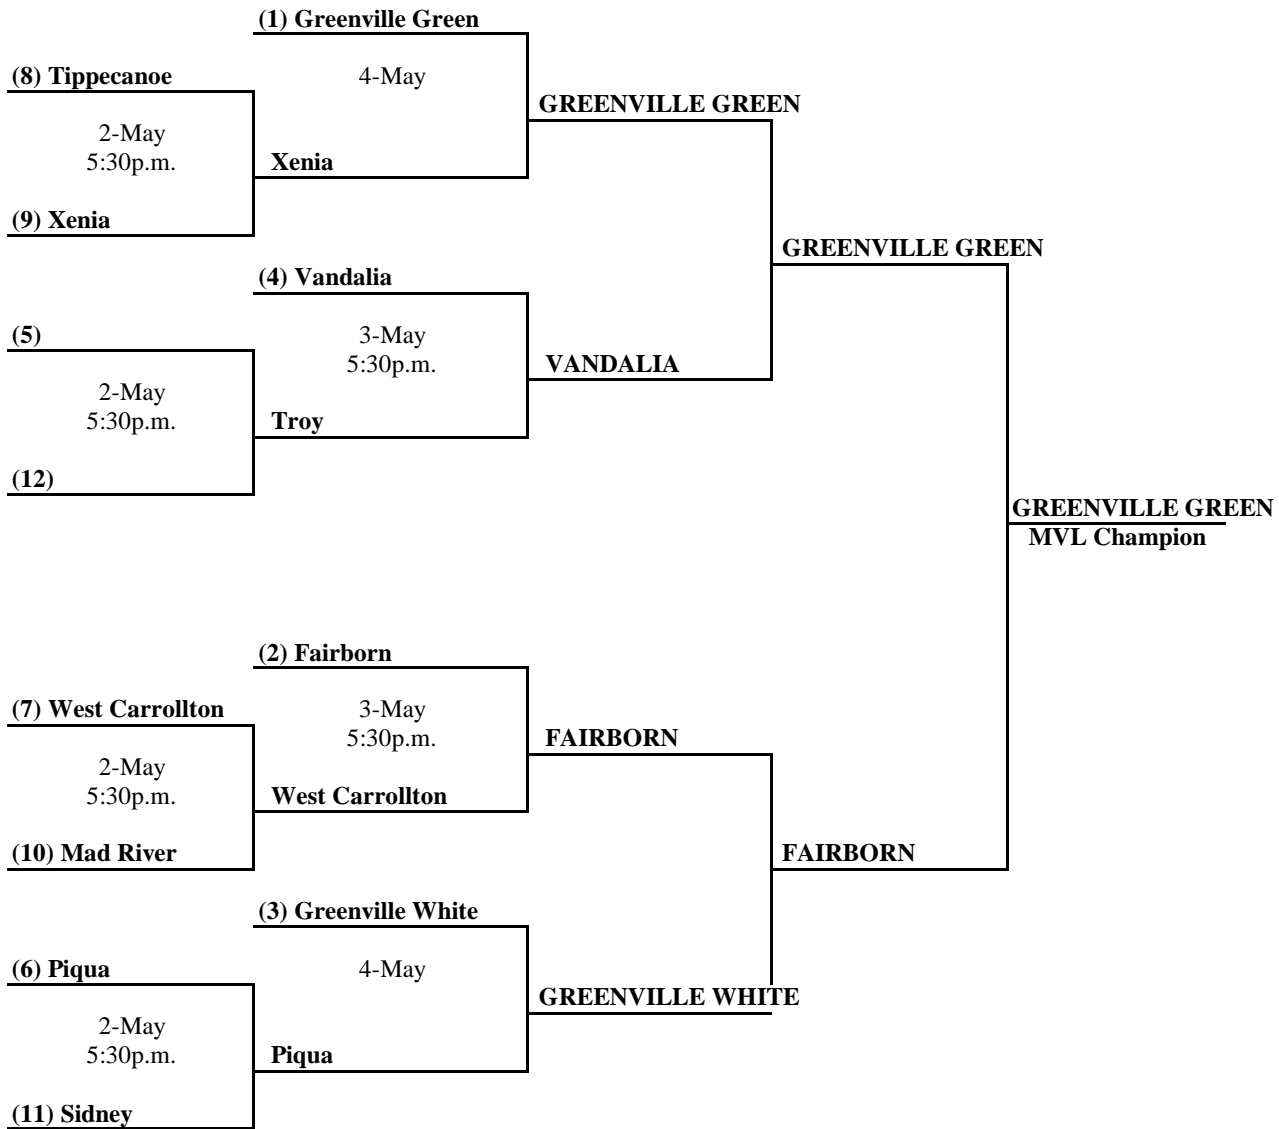 (1) Greenville Green
(8) Tippecanoe
4-May
GREENVILLE GREEN
2-May
5:30p.m.
Xenia
(9) Xenia
GREENVILLE GREEN
(4) Vandalia
(5)
3-May
5:30p.m.
VANDALIA
2-May
5:30p.m.
Troy
(12)
GREENVILLE GREEN
MVL Champion
(2) Fairborn
(7) West Carrollton
3-May
5:30p.m.
FAIRBORN
2-May
5:30p.m.
West Carrollton
(10) Mad River
FAIRBORN
(3) Greenville White
(6) Piqua
4-May
GREENVILLE WHITE
2-May
5:30p.m.
Piqua
(11) Sidney